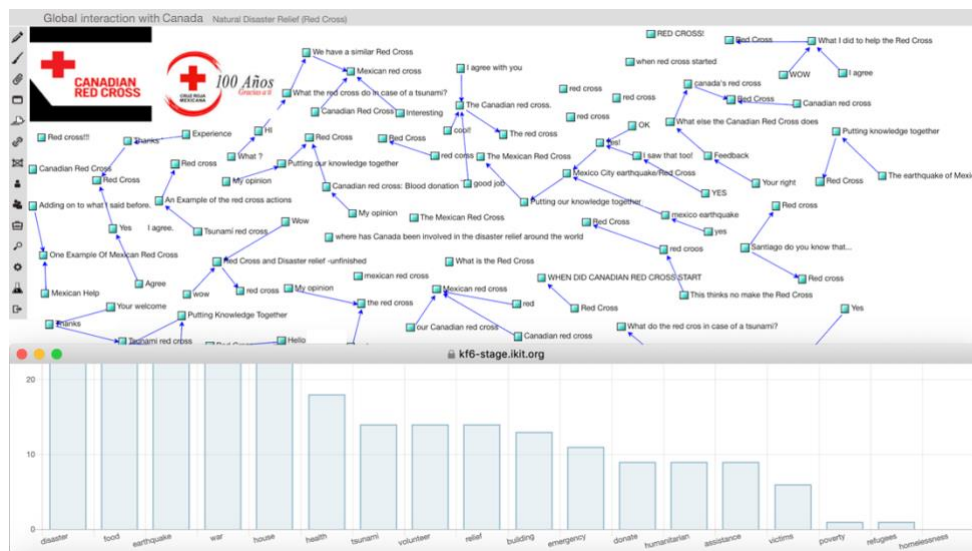 Global interaction with Canada Natural Disaster Relief (Red Cross)
CANADIAN RED CROSS
CRUZ ROJA MEXICANA
100 Años
RED CROSS!
Red Cross
What I did to help the Red Cross
We have a similar Red Cross
when red cross started
Mexican red cross
I agree with you
WOW
I agree
What the red cross do in case of a tsunami?
red cross
canada's red cross
red cross
Red Cross
Canadian red cross
Canadian Red Cross
Interesting
The Canadian red cross.
red cross
OK
What else the Canadian Red Cross does
Putting knowledge together
Red cross!!!
Thanks
Experience
HI
Red Cross
Red Cross
cool!
The red cross
Yes!
What ?
red cross
The Mexican Red Cross
I saw that too!
Feedback
Canadian Red Cross
Red cross
Putting our knowledge together
Red Cross
My opinion
Canadian red cross: Blood donation
good job
Mexico City earthquake/Red Cross
Your right
Red Cross
The earthquake of Mexi
YES
Adding on to what I said before.
An Example of the red cross actions
Putting our knowledge together
Red cross
My opinion
The Mexican Red Cross
mexico earthquake
Yes
I agree.
Tsunami red cross
Wow
Red Cross
yes
where has Canada been involved in the disaster relief around the world
red croos
Santiago do you know that...
One Example Of Mexican Red Cross
Red Cross and Disaster relief -unfinished
What is the Red Cross
mexican red cross
WHEN DID CANADIAN RED CROSS START
Red cross
Agree
Mexican Help
wow
red cross
My opinion
Mexican red cross
the red cross
red
Red Cross
This thinks no make the Red Cross
Your welcome
Yes
thanks
Putting Knowledge Together
our Canadian red cross
What do the red cros in case of a tsunami?
Canadian red cross
Tsunami red cross
Red Cross
Hello
kf6-stage.ikit.org
20
10
0
disaster
food
earthquake
war
house
health
tsunami
volunteer
relief
building
emergency
donate
humanitarian
assistance
victims
poverty
refugees
homelessness